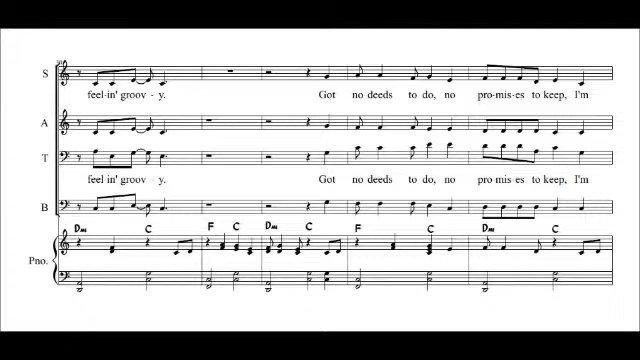 S
feel-in' groov - y. Got no deeds to do, no pro-mis-es to keep, I'm
A
T
feel in' groov - y. Got no deeds to do, no pro-mis-es to keep, I'm
B
Dm C F C Dm C F C Dm C
Pno.